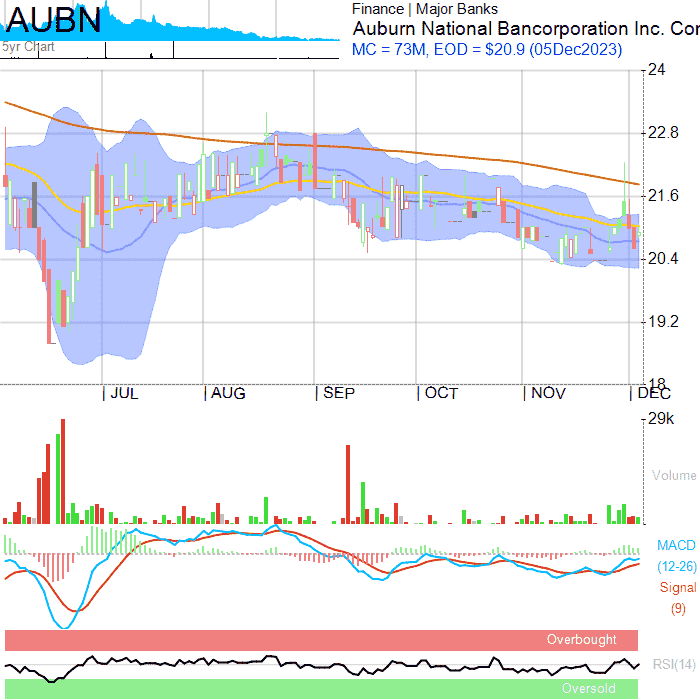 AUBN
5yr Chart
Finance | Major Banks
Auburn National Bancorporation Inc. Cor
MC = 73M, EOD = $20.9 (05Dec2023)
24
22.8
21.6
20.4
19.2
18
JUL
AUG
SEP
OCT
NOV
DEC
29k
Volume
MACD
(12-26)
Signal
(9)
Overbought
RSI(14)
Oversold